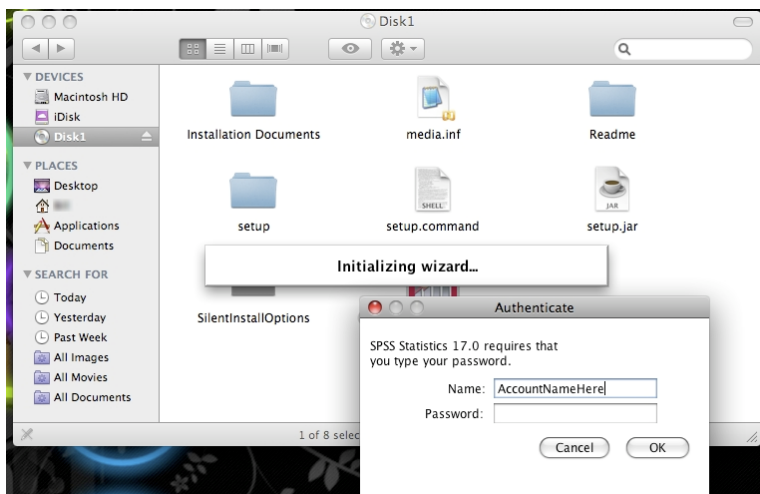 Disk1
DEVICES
Macintosh HD
iDisk
Disk1
PLACES
Desktop
Applications
Documents
SEARCH FOR
Today
Yesterday
Past Week
All Images
All Movies
All Documents
Installation Documents
media.inf
Readme
SHELL
JAR
setup
setup.command
setup.jar
Initializing wizard...
SilentInstallOptions
1 of 8 selec
Authenticate
SPSS Statistics 17.0 requires that
you type your password.
Name: AccountNameHere
Password:
Cancel OK